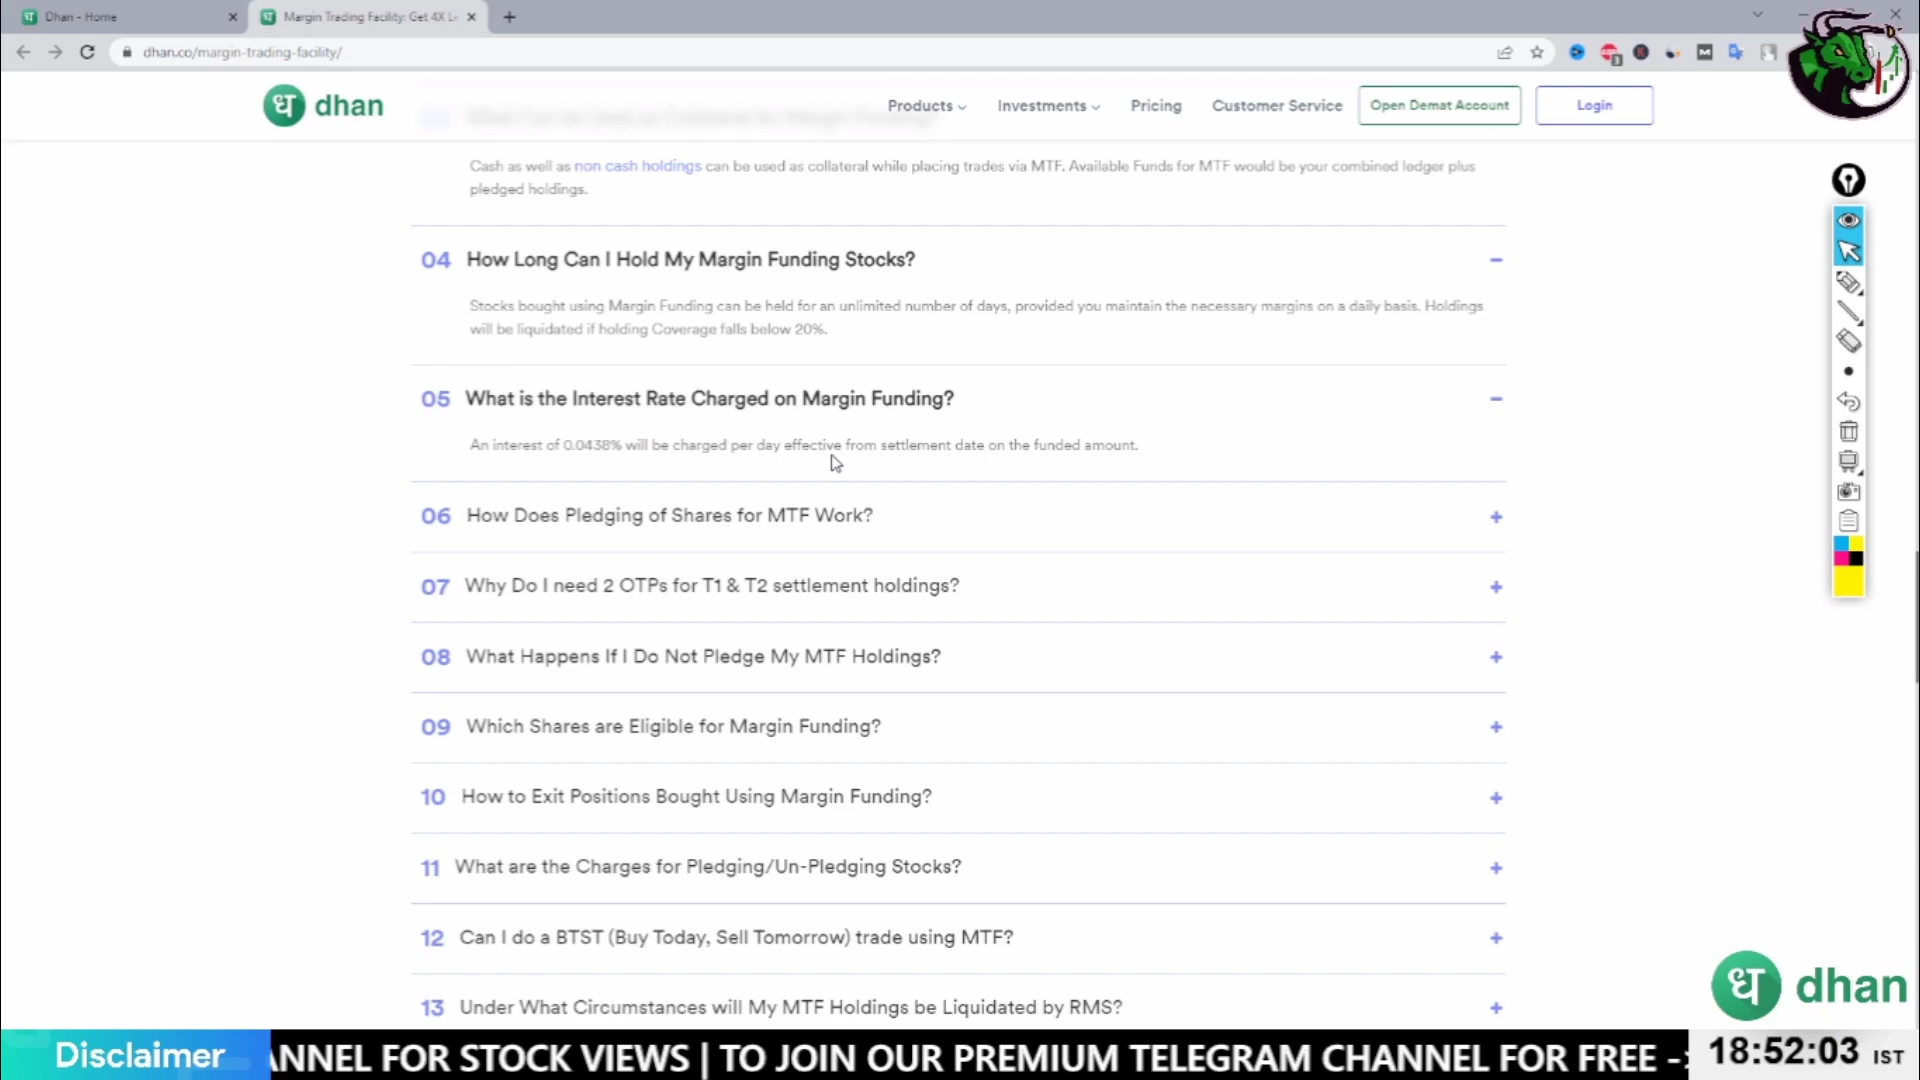 Dhan - Home
Margin Trading Facility: Get 4X Le
dhan.co/margin-trading-facility/
धा dhan
Products
Investments
Pricing
Customer Service
Open Demat Account
Login
What Can be Used as Collateral for Margin Funding?
Cash as well as non cash holdings can be used as collateral while placing trades via MTF. Available Funds for MTF would be your combined ledger plus
pledged holdings.
04 How Long Can I Hold My Margin Funding Stocks?
Stocks bought using Margin Funding can be held for an unlimited number of days, provided you maintain the necessary margins on a daily basis. Holdings
will be liquidated if holding Coverage falls below 20%.
05 What is the Interest Rate Charged on Margin Funding?
An interest of 0.0438% will be charged per day effective from settlement date on the funded amount.
06 How Does Pledging of Shares for MTF Work?
07 Why Do I need 2 OTPs for T1 & T2 settlement holdings?
08 What Happens If I Do Not Pledge My MTF Holdings?
09 Which Shares are Eligible for Margin Funding?
10 How to Exit Positions Bought Using Margin Funding?
11 What are the Charges for Pledging/Un-Pledging Stocks?
12 Can I do a BTST (Buy Today, Sell Tomorrow) trade using MTF?
13 Under What Circumstances will My MTF Holdings be Liquidated by RMS?
धा dhan
Disclaimer
ANNEL FOR STOCK VIEWS | TO JOIN OUR PREMIUM TELEGRAM CHANNEL FOR FREE -
18:52:03 IST